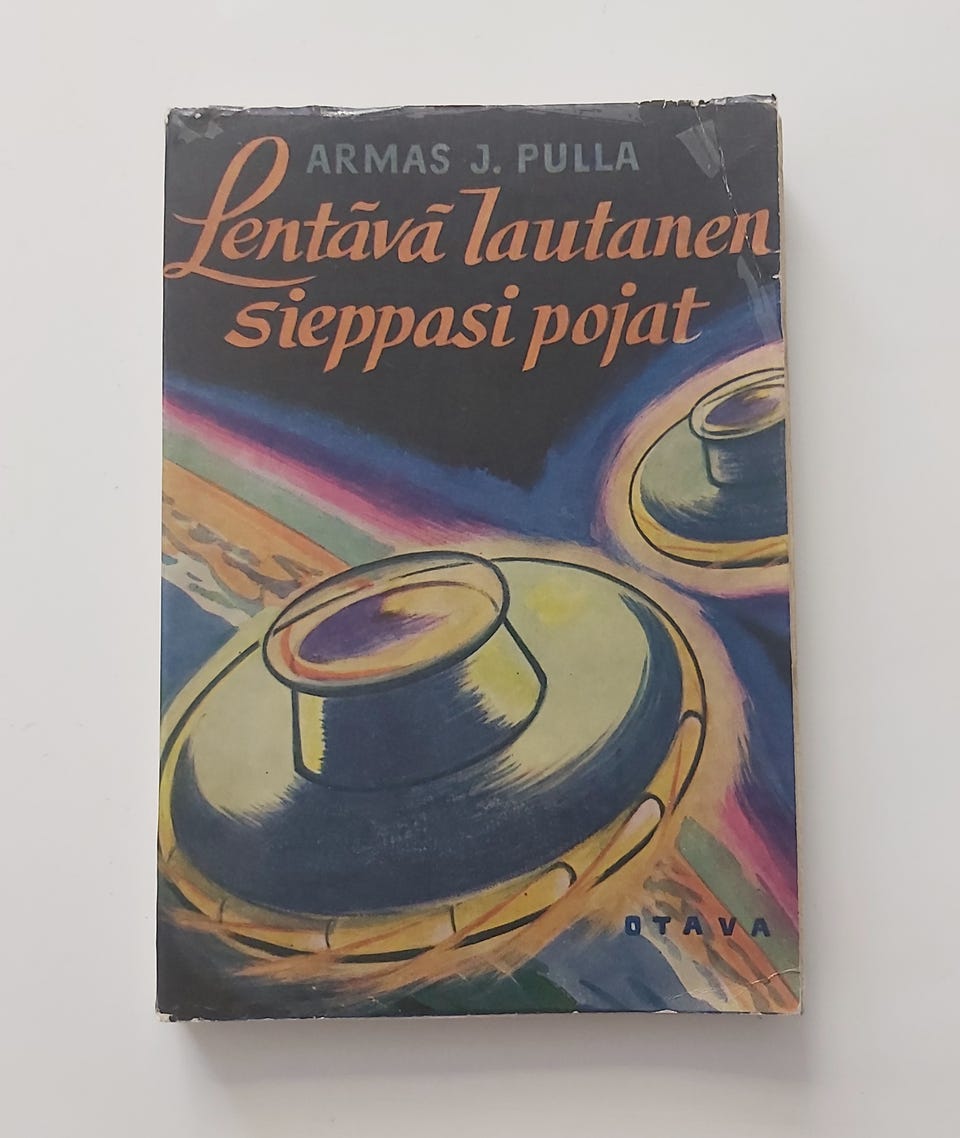 ARMAS J. PULLA
Lentävä lautanen
sieppasi pojat
OTAVA